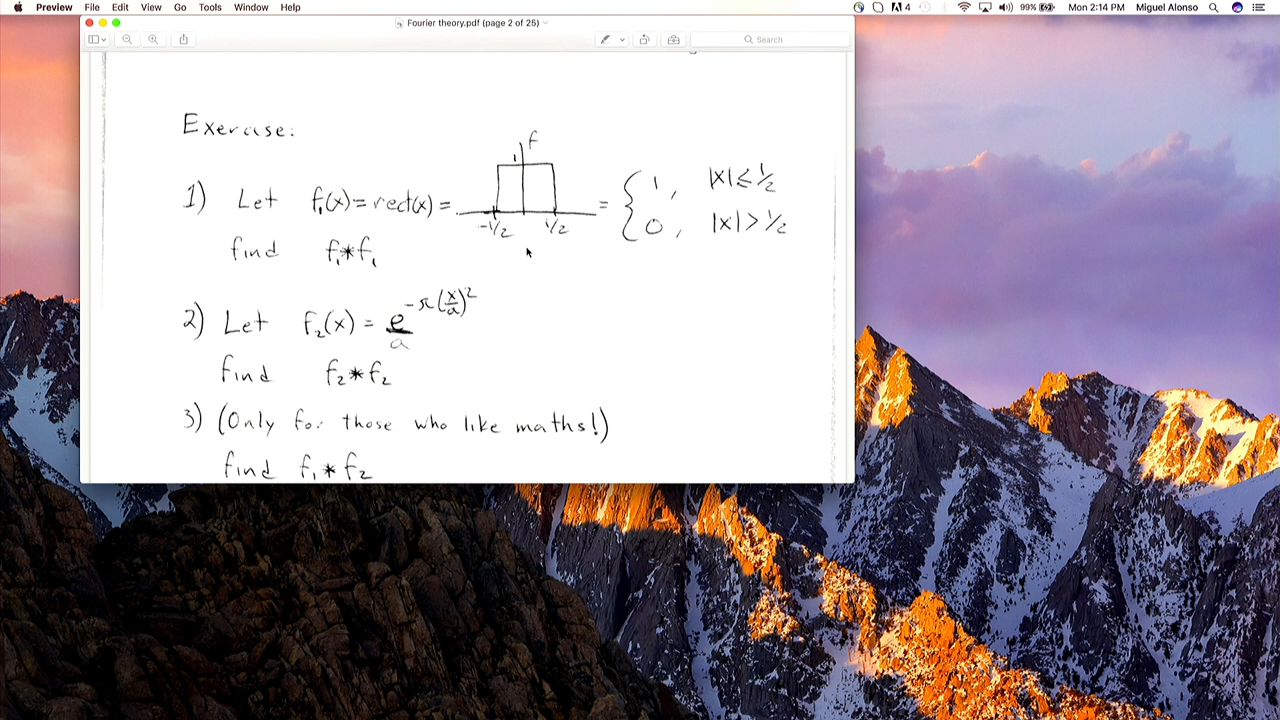 Preview File Edit View Go Tools Window Help 4 99% Mon 2:14 PM Miguel Alonso
Fourier theory.pdf (page 2 of 25)
Search
Exercise:
1) Let f₁(x) = rect(x) = f 1 -1/2 1/2 = { 1, |x| ≤ 1/2
0, |x| > 1/2
find f₁*f₁
2) Let f₂(x) = e^{-π(x/a)²}/a
find f₂*f₂
3) (Only for those who like maths!)
find f₁*f₂